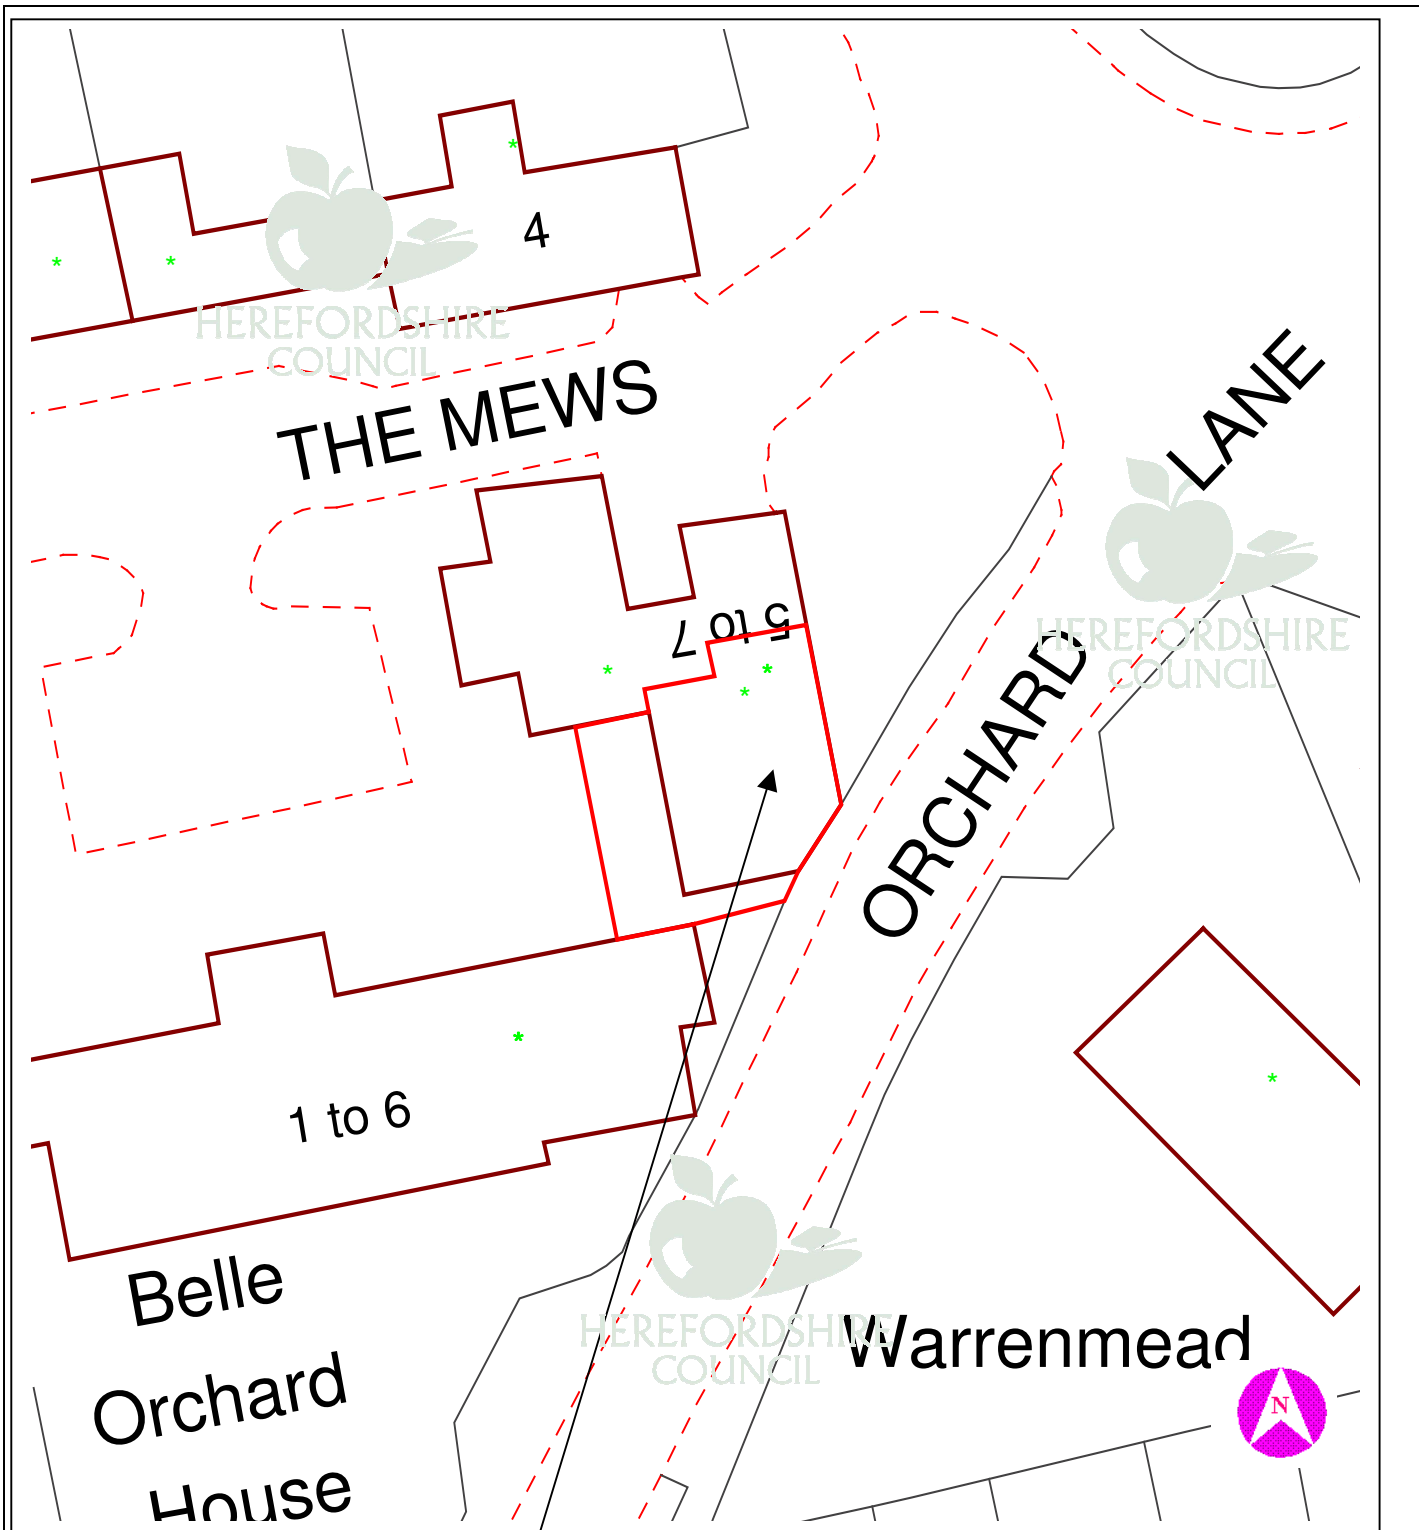 4
HEREFORDSHIRE
COUNCIL
THE MEWS
LANE
5 to 7
HEREFORDSHIRE
COUNCIL
ORCHARD
1 to 6
Belle
Orchard
House
HEREFORDSHIRE
COUNCIL
Warrenmead
N